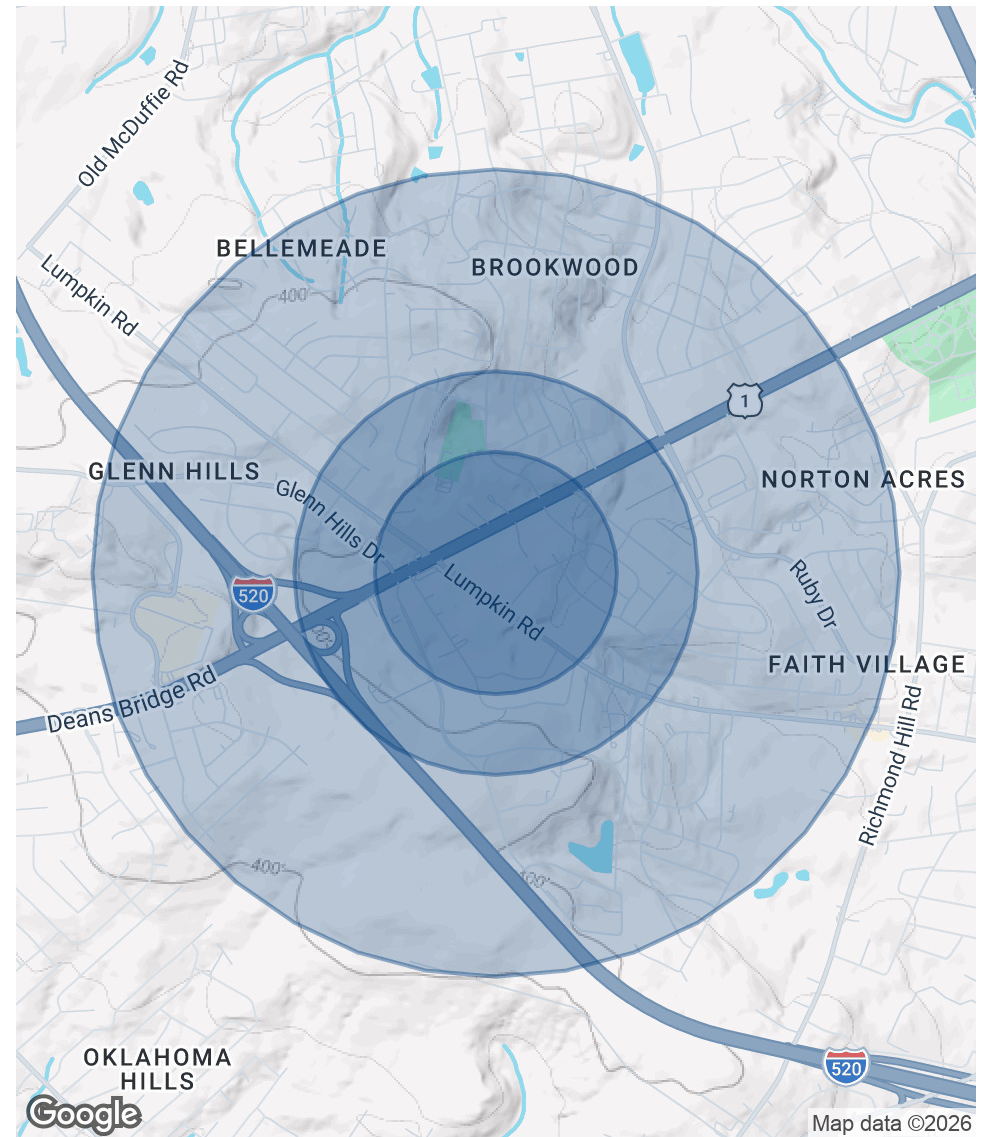 Old McDuffie Rd
BELLEMEADE
BROOKWOOD
Lumpkin Rd
400'
1
GLENN HILLS
Glenn Hills Dr
NORTON ACRES
520
Lumpkin Rd
Ruby Dr
FAITH VILLAGE
Deans Bridge Rd
Richmond Hill Rd
400'
OKLAHOMA
HILLS
520
Google
Map data ©2026